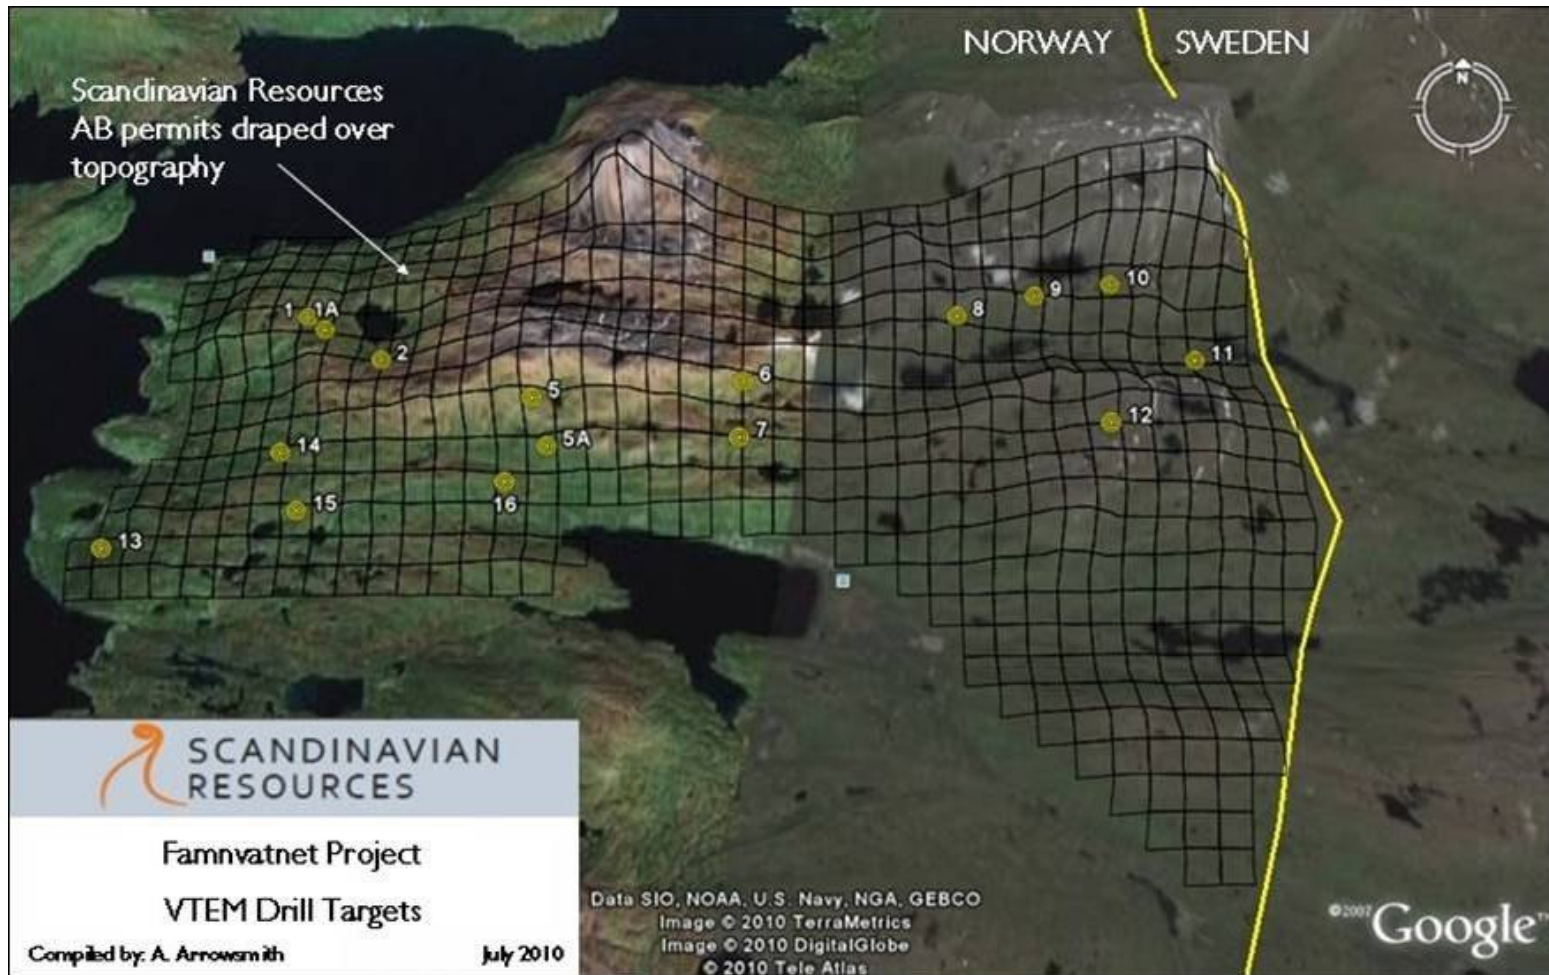 NORWAY
SWEDEN
N
Scandinavian Resources
AB permits draped over
topography
1
1A
2
5
5A
6
7
8
9
10
11
12
14
15
16
13
SCANDINAVIAN
RESOURCES
Famnvatnet Project
VTEM Drill Targets
Compiled by: A. Arrowsmith
July 2010
Data SIO, NOAA, U.S. Navy, NGA, GEBCO
Image © 2010 TerraMetrics
Image © 2010 DigitalGlobe
© 2010 Tele Atlas
©2007 Google™